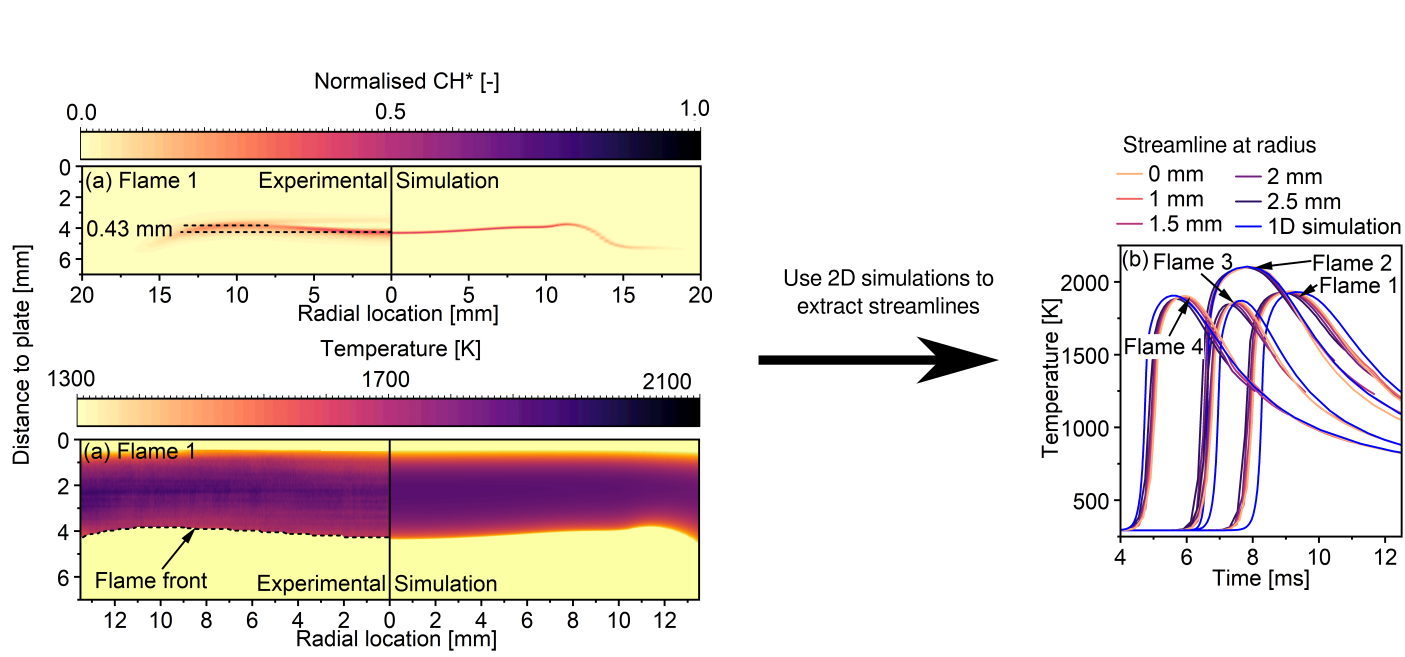 Normalised CH* [-]
0.0 0.5 1.0
(a) Flame 1 Experimental Simulation
0.43 mm
0
2
4
6
20 15 10 5 0 5 10 15 20
Radial location [mm]
Distance to plate [mm]
Temperature [K]
1300 1700 2100
(a) Flame 1
0
2
4
6
Flame front
Experimental Simulation
12 10 8 6 4 2 0 2 4 6 8 10 12
Radial location [mm]
Use 2D simulations to
extract streamlines
Streamline at radius
0 mm 2 mm
1 mm 2.5 mm
1.5 mm 1D simulation
(b) Flame 3 Flame 2
Flame 1
Flame 4
Temperature [K]
2000
1500
1000
500
4 6 8 10 12
Time [ms]